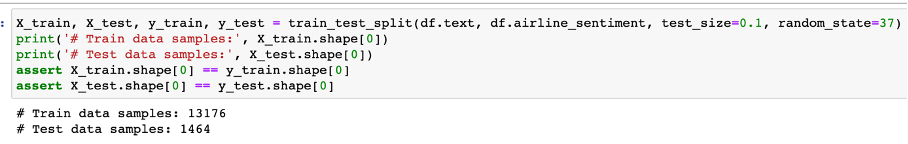 : X_train, X_test, y_train, y_test = train_test_split(df.text, df.airline_sentiment, test_size=0.1, random_state=37)
print('# Train data samples:', X_train.shape[0])
print('# Test data samples:', X_test.shape[0])
assert X_train.shape[0] == y_train.shape[0]
assert X_test.shape[0] == y_test.shape[0]
# Train data samples: 13176
# Test data samples: 1464